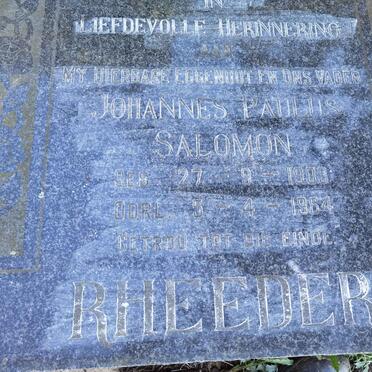 IN
LIEFDEVOLLE HERINNERING
AAN
MY DIERBARE EGGENOOT EN ONS VADER
JOHANNES PAULUS
SALOMON
GEB. 27 - 9 - 1903
OORL. 3 - 4 - 1964
GETROU TOT DIE EINDE.
RHEEDER